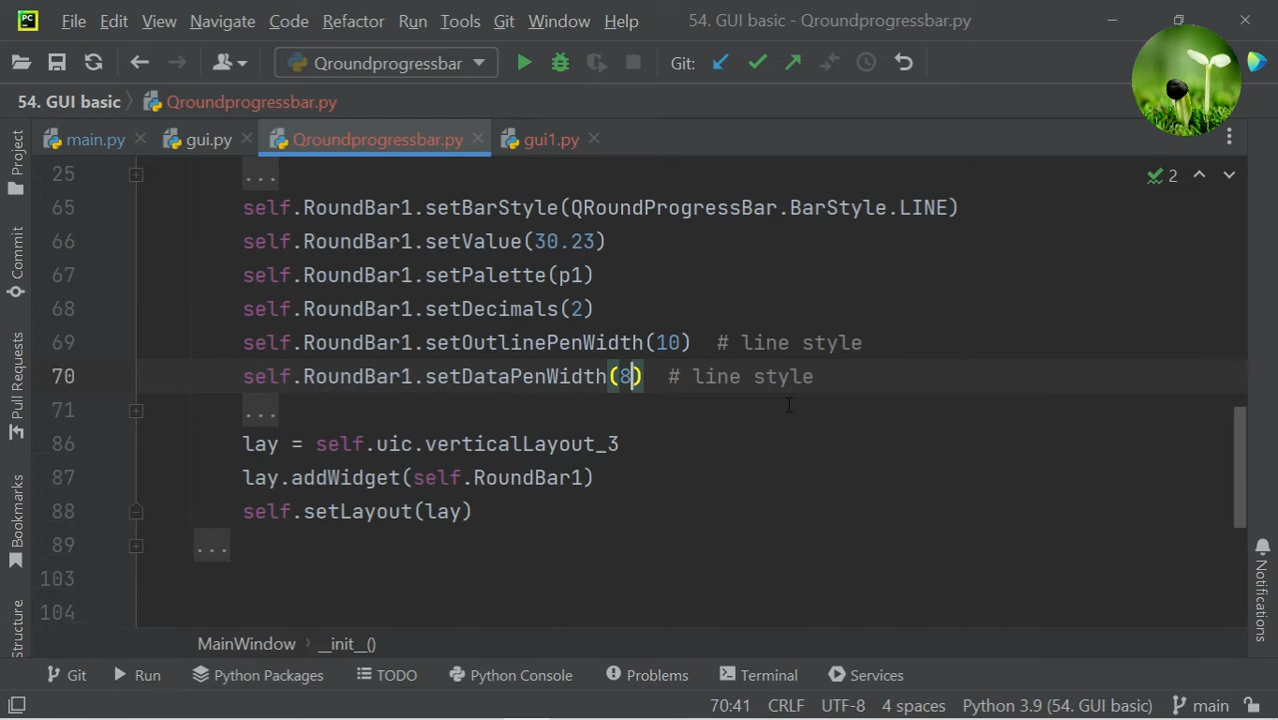 File Edit View Navigate Code Refactor Run Tools Git Window Help 54. GUI basic - Qroundprogressbar.py
Qroundprogressbar Git:
54. GUI basic Qroundprogressbar.py
main.py gui.py Qroundprogressbar.py gui1.py
25 ... 2
65 self.RoundBar1.setBarStyle(QRoundProgressBar.BarStyle.LINE)
66 self.RoundBar1.setValue(30.23)
67 self.RoundBar1.setPalette(p1)
68 self.RoundBar1.setDecimals(2)
69 self.RoundBar1.setOutlinePenWidth(10)  # line style
70 self.RoundBar1.setDataPenWidth(8)  # line style
71 ...
86 lay = self.uic.verticalLayout_3
87 lay.addWidget(self.RoundBar1)
88 self.setLayout(lay)
89 ...
103
104
Project
Commit
Pull Requests
Bookmarks
Structure
Notifications
MainWindow __init__()
Git Run Python Packages TODO Python Console Problems Terminal Services
70:41 CRLF UTF-8 4 spaces Python 3.9 (54. GUI basic) main